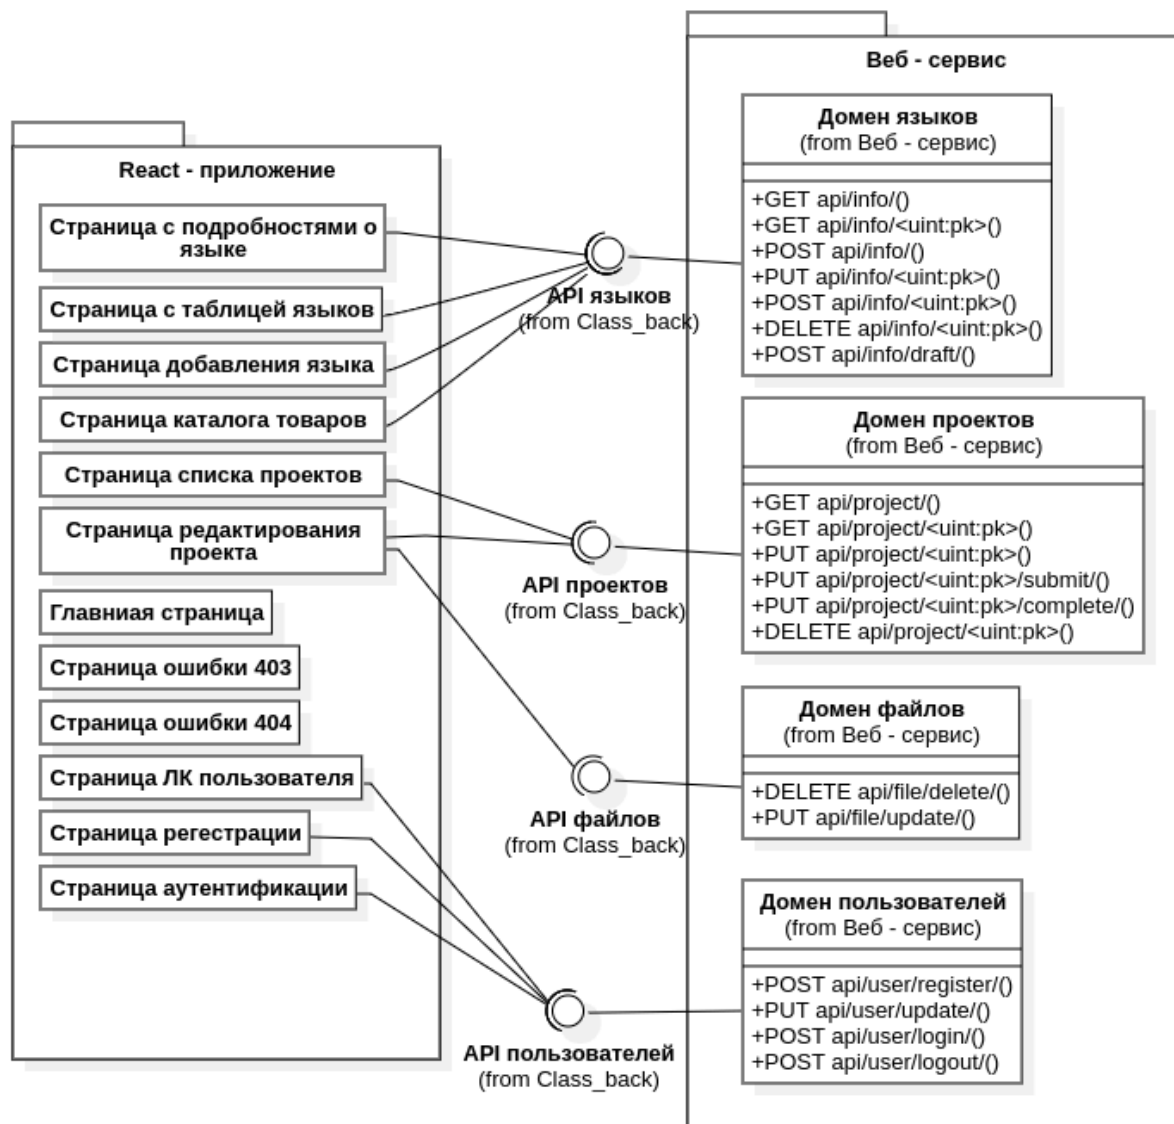 React - приложение
Страница с подробностями о
языке
Страница с таблицей языков
Страница добавления языка
Страница каталога товаров
Страница списка проектов
Страница редактирования
проекта
Главниая страница
Страница ошибки 403
Страница ошибки 404
Страница ЛК пользователя
Страница регестрации
Страница аутентификации
API языков
(from Class_back)
API проектов
(from Class_back)
API файлов
(from Class_back)
API пользователей
(from Class_back)
Веб - сервис
Домен языков
(from Веб - сервис)
+GET api/info/()
+GET api/info/<uint:pk>()
+POST api/info/()
+PUT api/info/<uint:pk>()
+POST api/info/<uint:pk>()
+DELETE api/info/<uint:pk>()
+POST api/info/draft/()
Домен проектов
(from Веб - сервис)
+GET api/project/()
+GET api/project/<uint:pk>()
+PUT api/project/<uint:pk>()
+PUT api/project/<uint:pk>/submit/()
+PUT api/project/<uint:pk>/complete/()
+DELETE api/project/<uint:pk>()
Домен файлов
(from Веб - сервис)
+DELETE api/file/delete/()
+PUT api/file/update/()
Домен пользователей
(from Веб - сервис)
+POST api/user/register/()
+PUT api/user/update/()
+POST api/user/login/()
+POST api/user/logout/()